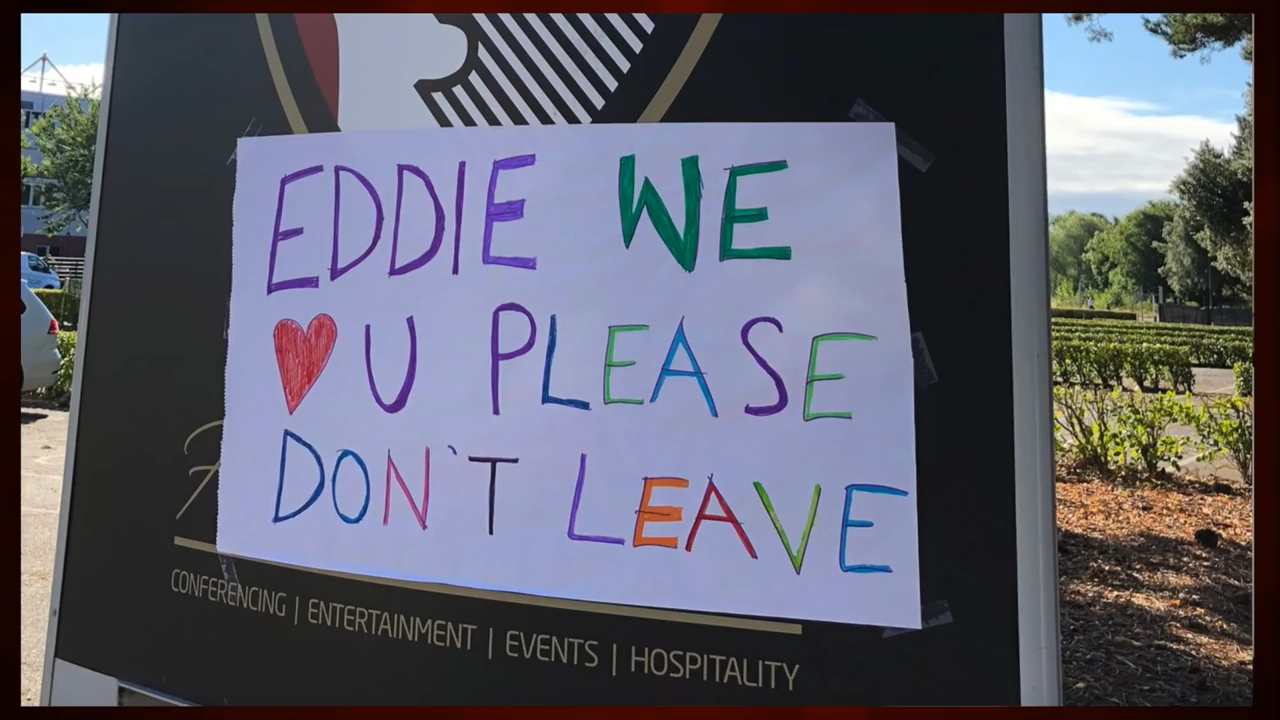 EDDIE WE
♥ U PLEASE
DON'T LEAVE
CONFERENCING | ENTERTAINMENT | EVENTS | HOSPITALITY